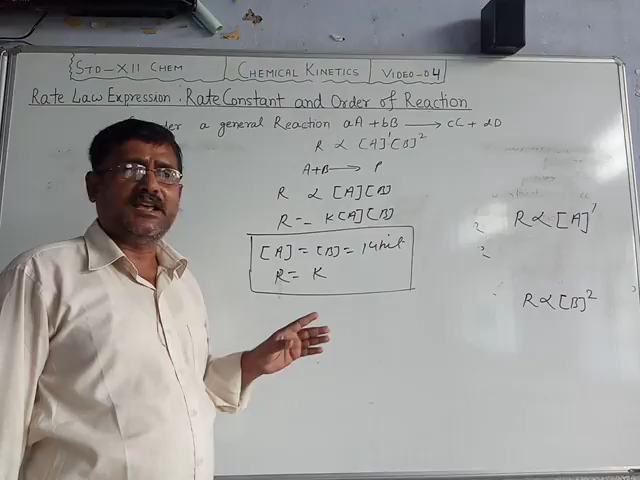 STD-XII CHEM CHEMICAL KINETICS VIDEO-04
Rate Law Expression: Rate Constant and Order of Reaction
a general Reaction aA + bB ⟶ cC + dD
R ∝ [A]¹[B]²
A+B ⟶ P
R ∝ [A][B]
R = K[A][B]
[A] = [B] = 1 Unit
R = K
R ∝ [A]¹
R ∝ [B]²